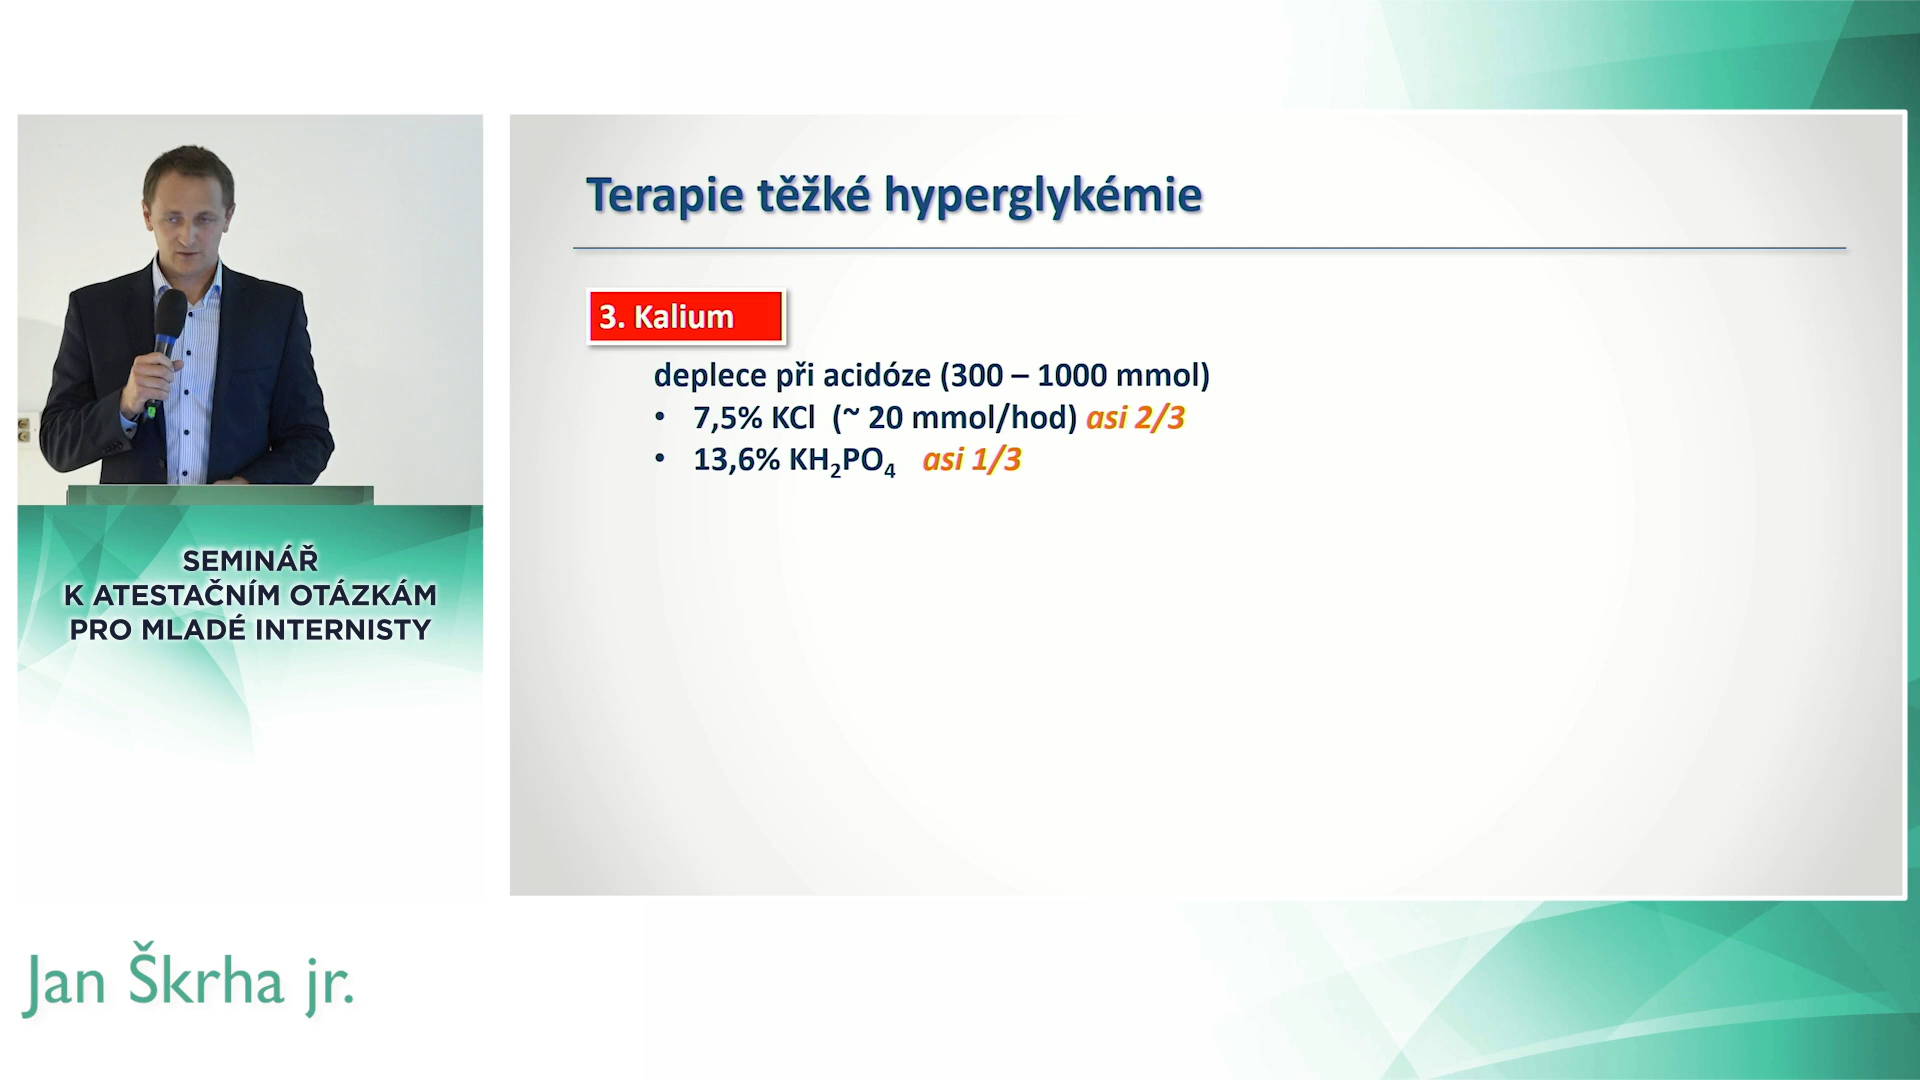 Terapie těžké hyperglykémie
3. Kalium
deplece při acidóze (300 – 1000 mmol)
• 7,5% KCl (~ 20 mmol/hod) asi 2/3
• 13,6% KH₂PO₄ asi 1/3
SEMINÁŘ
K ATESTAČNÍM OTÁZKÁM
PRO MLADÉ INTERNISTY
Jan Škrha jr.